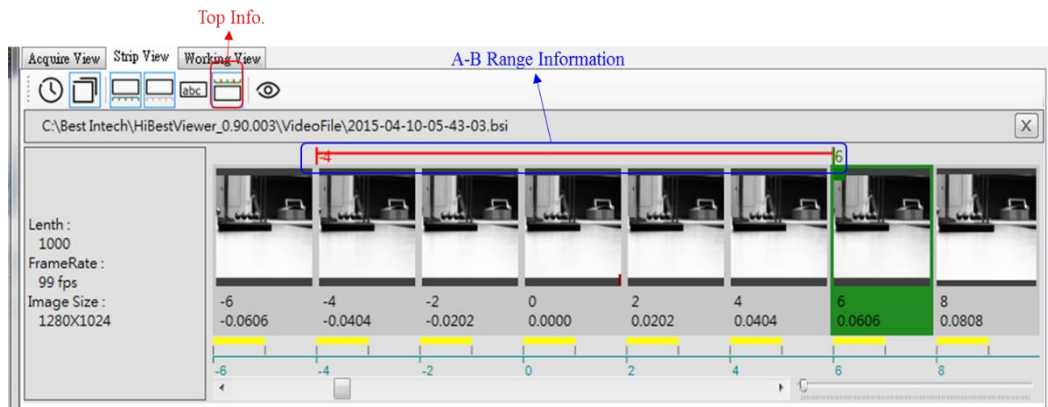 Top Info.
Acquire View Strip View Working View
A-B Range Information
abc
C:\Best Intech\HiBestViewer_0.90.003\VideoFile\2015-04-10-05-43-03.bsi
X
-4 6
Lenth :
1000
FrameRate :
99 fps
Image Size :
1280X1024
-6 -4 -2 0 2 4 6 8
-0.0606 -0.0404 -0.0202 0.0000 0.0202 0.0404 0.0606 0.0808
-6 -4 -2 0 2 4 6 8